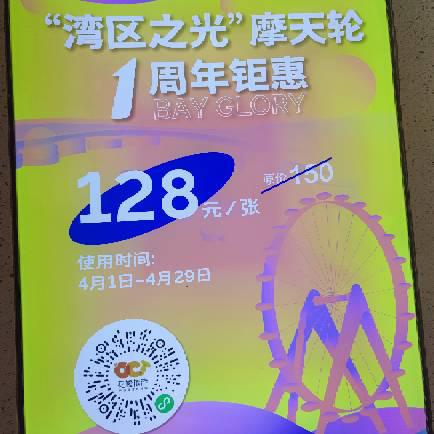 “湾区之光”摩天轮
1周年钜惠
BAY GLORY
128元/张
原价150
使用时间:
4月1日-4月29日